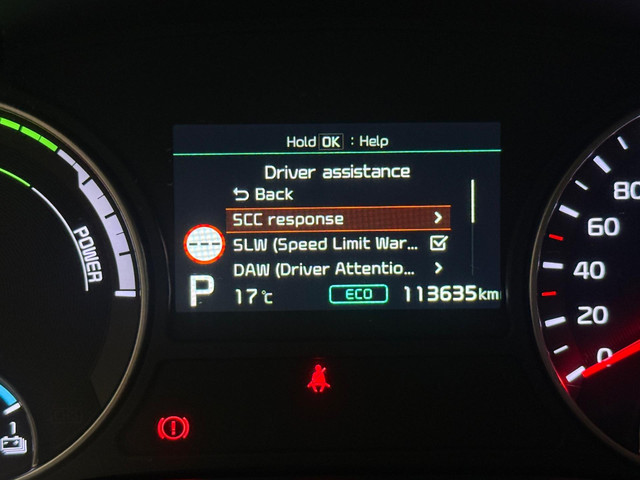 Hold OK : Help
Driver assistance
Back
SCC response
SLW (Speed Limit War...
DAW (Driver Attentio...
P
17°C
ECO
113635km
POWER
80
60
40
20
0
1